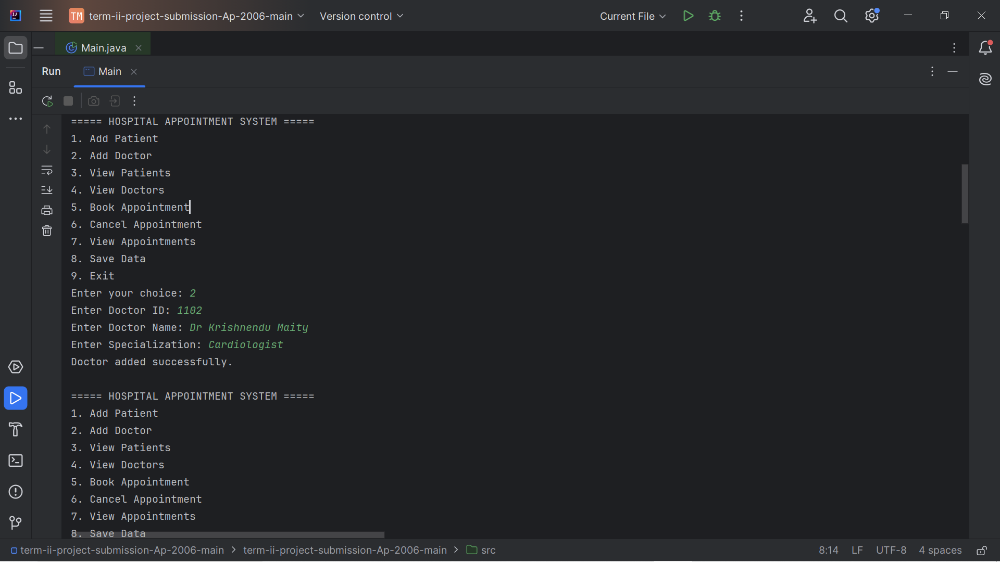 TM term-ii-project-submission-Ap-2006-main Version control Current File
Main.java
Run Main
===== HOSPITAL APPOINTMENT SYSTEM =====
1. Add Patient
2. Add Doctor
3. View Patients
4. View Doctors
5. Book Appointment
6. Cancel Appointment
7. View Appointments
8. Save Data
9. Exit
Enter your choice: 2
Enter Doctor ID: 1102
Enter Doctor Name: Dr Krishnendu Maity
Enter Specialization: Cardiologist
Doctor added successfully.
===== HOSPITAL APPOINTMENT SYSTEM =====
1. Add Patient
2. Add Doctor
3. View Patients
4. View Doctors
5. Book Appointment
6. Cancel Appointment
7. View Appointments
8. Save Data
term-ii-project-submission-Ap-2006-main > term-ii-project-submission-Ap-2006-main > src 8:14 LF UTF-8 4 spaces